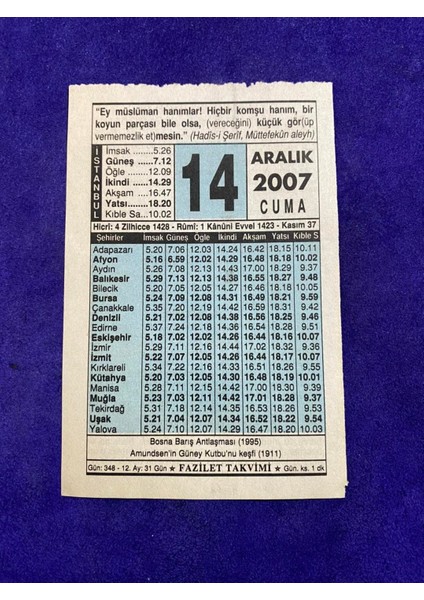 "Ey müslüman hanımlar! Hiçbir komşu hanım, bir
koyun parçası bile olsa, (vereceğini) küçük gör(üp
vermemezlik et)mesin." (Hadîs-i Şerîf, Müttefekûn aleyh)
İSTANBUL
İmsak ........5.26
Güneş ......7.12
Öğle ........12.09
İkindi ......14.29
Akşam ....16.47
Yatsı.......18.20
Kıble Sa...10.02
14
ARALIK
2007
CUMA
Hicrî: 4 Zilhicce 1428 - Rûmî: 1 Kânûni Evvel 1423 - Kasım 37
Şehirler İmsak Güneş Öğle İkindi Akşam Yatsı Kıble S
Adapazarı 5.20 7.06 12.03 14.24 16.42 18.15 10.11
Afyon 5.16 6.59 12.02 14.29 16.48 18.18 10.02
Aydın 5.26 7.08 12.13 14.43 17.00 18.29 9.37
Balıkesir 5.26 7.09 12.11 14.38 16.55 18.27 9.48
Bilecik 5.20 7.05 12.05 14.27 16.46 18.18 10.05
Bursa 5.24 7.09 12.08 14.31 16.49 18.21 9.59
Çanakkale 5.35 7.20 12.19 14.42 16.59 18.31 9.42
Denizli 5.21 7.02 12.08 14.38 16.56 18.25 9.46
Edirne 7.24 12.18 14.36 16.54 18.28 9.51
Eskişehir 5.18 7.02 12.02 14.26 16.44 18.16 10.07
İzmir 5.29 7.11 12.16 14.44 17.02 18.32 9.36
İzmit 5.22 7.07 12.05 14.26 16.44 18.17 10.07
Kırklareli 5.34 7.22 12.16 14.33 16.51 18.26 9.55
Kütahya 5.20 7.03 12.05 14.30 16.48 18.19 10.01
Manisa 5.28 7.11 12.15 14.42 17.00 18.30 9.39
Muğla 5.23 7.03 12.11 14.42 17.01 18.28 9.37
Tekirdağ 5.31 7.18 12.15 14.34 16.51 18.24 9.53
Uşak 5.21 7.04 12.07 14.34 16.52 18.22 9.54
Yalova 5.24 7.10 12.07 14.29 16.47 18.20 10.03
Bosna Barış Antlaşması (1995)
Amundsen'in Güney Kutbu'nu keşfi (1911)
Gün: 348 - 12. Ay: 31 Gün ★ FAZİLET TAKVİMİ ★ Gün. ks. 1 dk